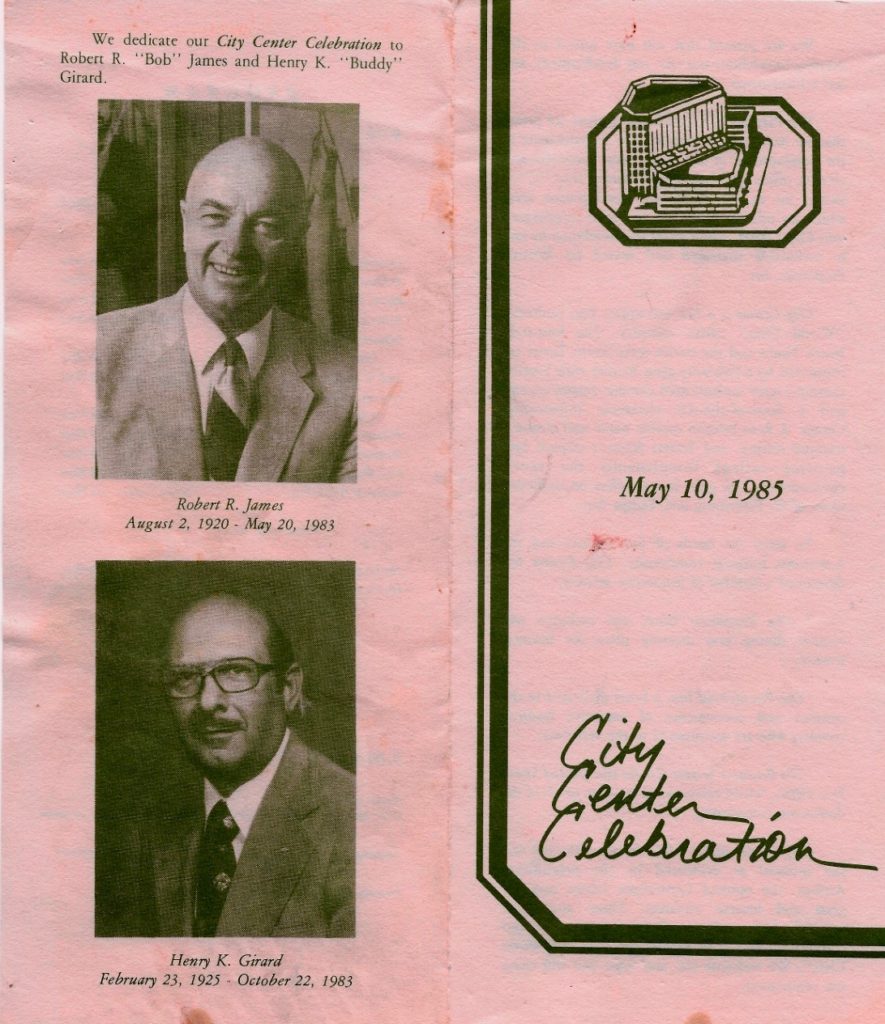 We dedicate our City Center Celebration to
Robert R. "Bob" James and Henry K. "Buddy"
Girard.
Robert R. James
August 2, 1920 - May 20, 1983
Henry K. Girard
February 23, 1925 - October 22, 1983
May 10, 1985
City
Center
Celebration